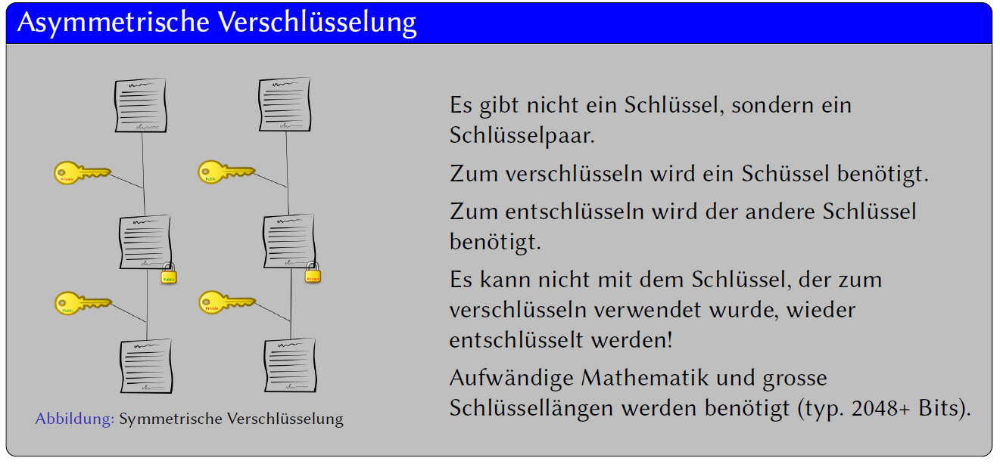 Asymmetrische Verschlüsselung
Private
Public
Public
Private
Public
Private
Abbildung: Symmetrische Verschlüsselung
Es gibt nicht ein Schlüssel, sondern ein
Schlüsselpaar.
Zum verschlüsseln wird ein Schüssel benötigt.
Zum entschlüsseln wird der andere Schlüssel
benötigt.
Es kann nicht mit dem Schlüssel, der zum
verschlüsseln verwendet wurde, wieder
entschlüsselt werden!
Aufwändige Mathematik und grosse
Schlüssellängen werden benötigt (typ. 2048+ Bits).